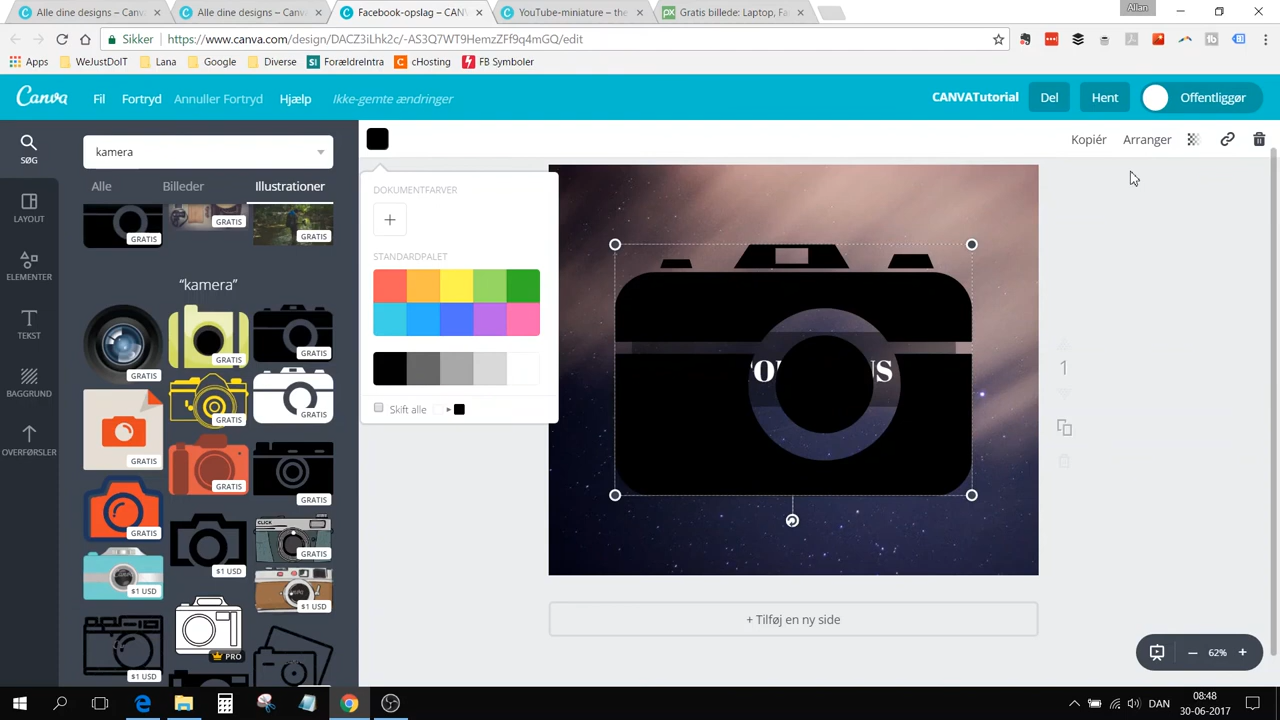 Allan
Alle dine designs – Canva
Alle dine designs – Canva
Facebook-opslag – CANV
YouTube-miniature – the
Gratis billede: Laptop, Fa
Sikker
https://www.canva.com/design/DACZ3iLhk2c/-AS3Q7WT9HemzZFf9q4mGQ/edit
Apps
WeJustDoIT
Lana
Google
Diverse
SI ForældreIntra
C cHosting
FB Symboler
Canva
Fil
Fortryd
Annuller Fortryd
Hjælp
Ikke-gemte ændringer
CANVATutorial
Del
Hent
Offentliggør
SØG
LAYOUT
ELEMENTER
TEKST
BAGGRUND
OVERFØRSLER
kamera
Alle
Billeder
Illustrationer
GRATIS
GRATIS
GRATIS
“kamera”
GRATIS
GRATIS
GRATIS
GRATIS
GRATIS
GRATIS
GRATIS
GRATIS
GRATIS
CLICK
GRATIS
$1 USD
$1 USD
$1 USD
$1 USD
PRO
Kopiér
Arranger
DOKUMENTFARVER
STANDARDPALET
Skift alle
1
+ Tilføj en ny side
62%
DAN
08:48
30-06-2017